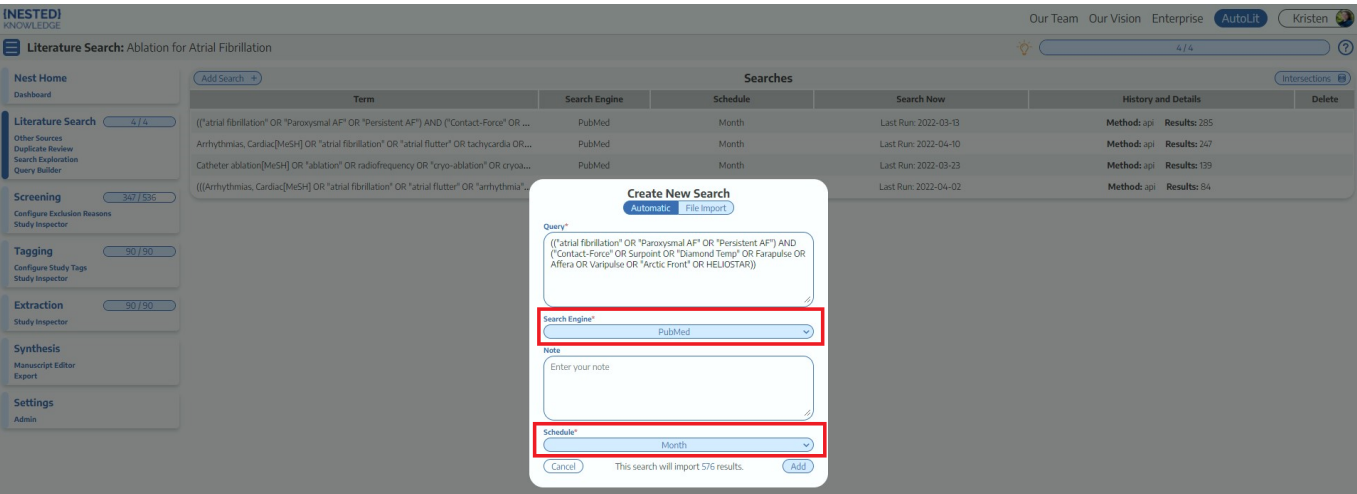 {NESTED}
KNOWLEDGE
Our Team Our Vision Enterprise AutoLit Kristen
Literature Search: Ablation for Atrial Fibrillation
4/4
?
Nest Home
Dashboard
Literature Search 4/4
Other Sources
Duplicate Review
Search Exploration
Query Builder
Screening 347/536
Configure Exclusion Reasons
Study Inspector
Tagging 90/90
Configure Study Tags
Study Inspector
Extraction 90/90
Study Inspector
Synthesis
Manuscript Editor
Export
Settings
Admin
Add Search +
Searches
Intersections
Term Search Engine Schedule Search Now History and Details Delete
(("atrial fibrillation" OR "Paroxysmal AF" OR "Persistent AF") AND ("Contact-Force" OR ... PubMed Month Last Run: 2022-03-13 Method: api Results: 285
Arrhythmias, Cardiac[MeSH] OR "atrial fibrillation" OR "atrial flutter" OR tachycardia OR... PubMed Month Last Run: 2022-04-10 Method: api Results: 247
Catheter ablation[MeSH] OR "ablation" OR radiofrequency OR "cryo-ablation" OR cryoa... PubMed Month Last Run: 2022-03-23 Method: api Results: 139
(((Arrhythmias, Cardiac[MeSH] OR "atrial fibrillation" OR "atrial flutter" OR "arrhythmia"... Last Run: 2022-04-02 Method: api Results: 84
Create New Search
Automatic File Import
Query*
(("atrial fibrillation" OR "Paroxysmal AF" OR "Persistent AF") AND
("Contact-Force" OR Surpoint OR "Diamond Temp" OR Farapulse OR
Affera OR Varipulse OR "Arctic Front" OR HELIOSTAR))
Search Engine*
PubMed
Note
Enter your note
Schedule*
Month
Cancel This search will import 576 results. Add